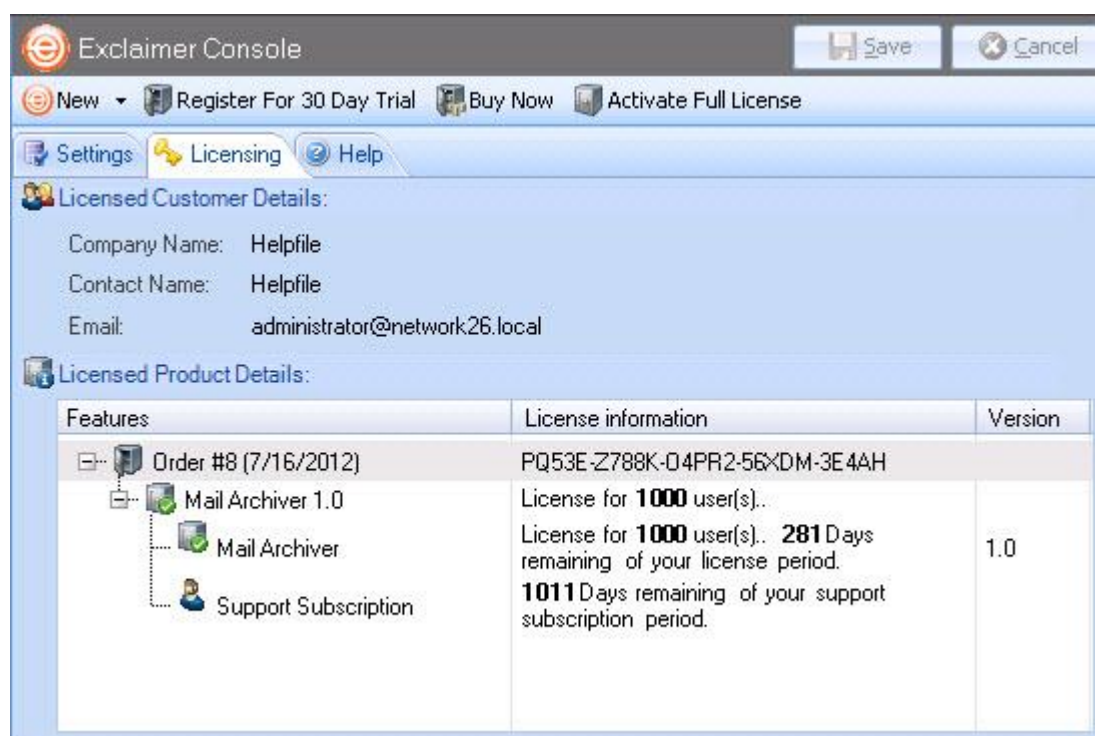 Exclaimer Console
Save
Cancel
New
Register For 30 Day Trial
Buy Now
Activate Full License
Settings
Licensing
Help
Licensed Customer Details:
Company Name: Helpfile
Contact Name: Helpfile
Email: administrator@network26.local
Licensed Product Details:
Features
License information
Version
Order #8 (7/16/2012)
PQ53E-Z788K-O4PR2-56XDM-3E4AH
Mail Archiver 1.0
License for 1000 user(s)..
Mail Archiver
License for 1000 user(s).. 281 Days
remaining of your license period.
1.0
Support Subscription
1011 Days remaining of your support
subscription period.